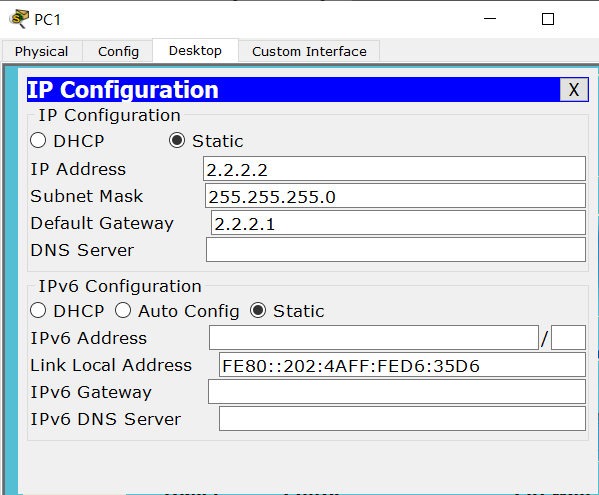 PC1
Physical Config Desktop Custom Interface
IP Configuration X
IP Configuration
DHCP Static
IP Address 2.2.2.2
Subnet Mask 255.255.255.0
Default Gateway 2.2.2.1
DNS Server
IPv6 Configuration
DHCP Auto Config Static
IPv6 Address /
Link Local Address FE80::202:4AFF:FED6:35D6
IPv6 Gateway
IPv6 DNS Server